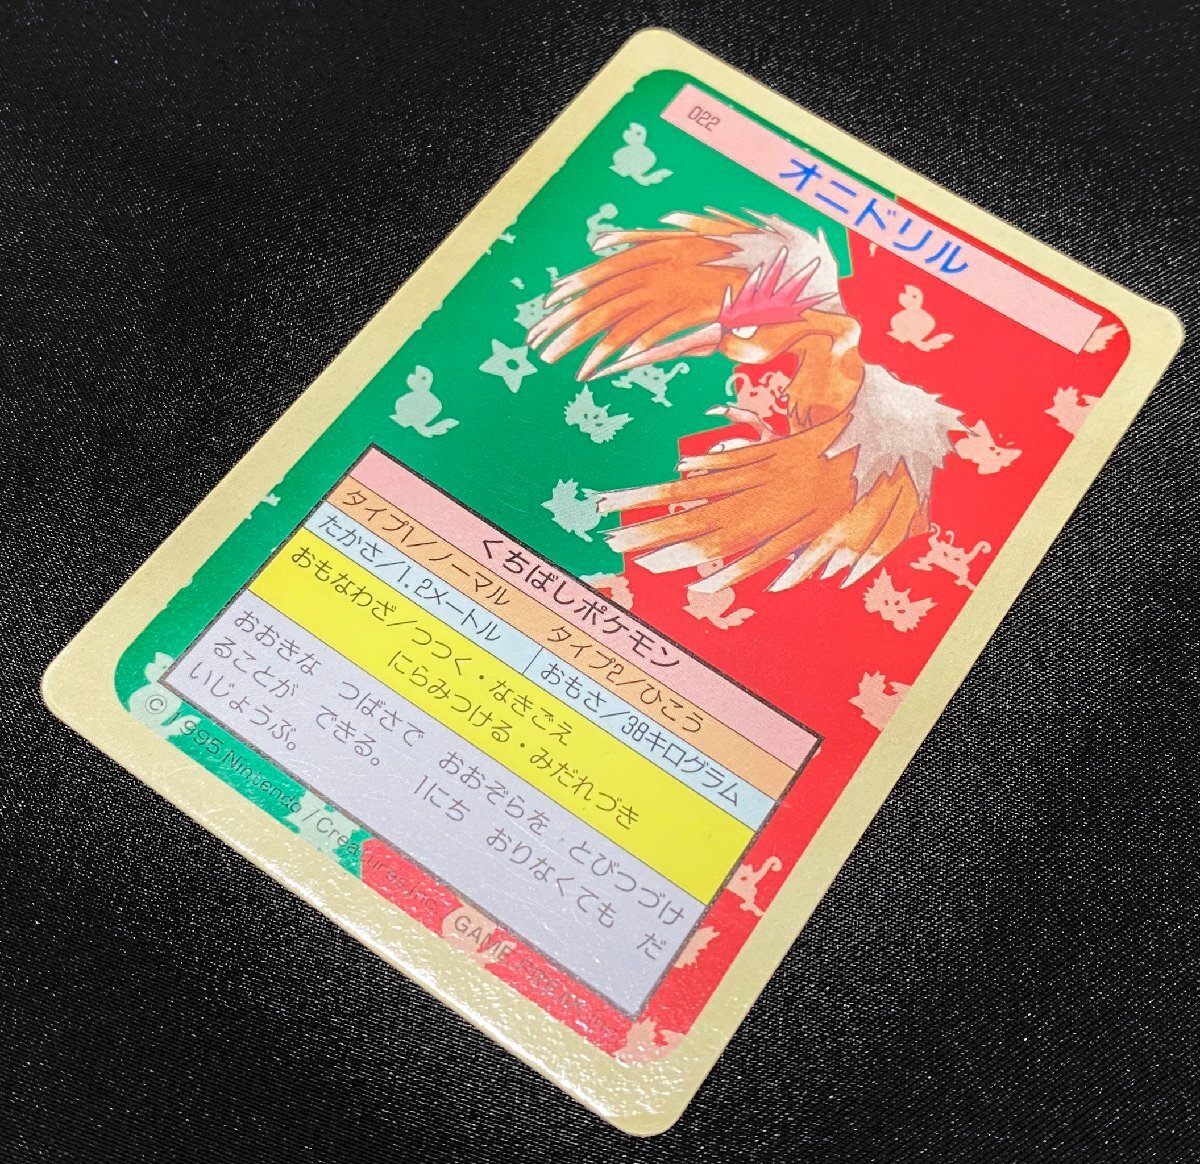 022
オニドリル
くちばしポケモン
タイプ1/ノーマル タイプ2/ひこう
たかさ/1.2メートル おもさ/38キログラム
おもなわざ/つつく・なきごえ
にらみつける・みだれづき
おおきな つばさで おおぞらを とびつづけ
ることが できる。 1にち おりなくても だ
いじょうぶ。
©1995 Nintendo/Creatures inc. GAME FREAK inc.